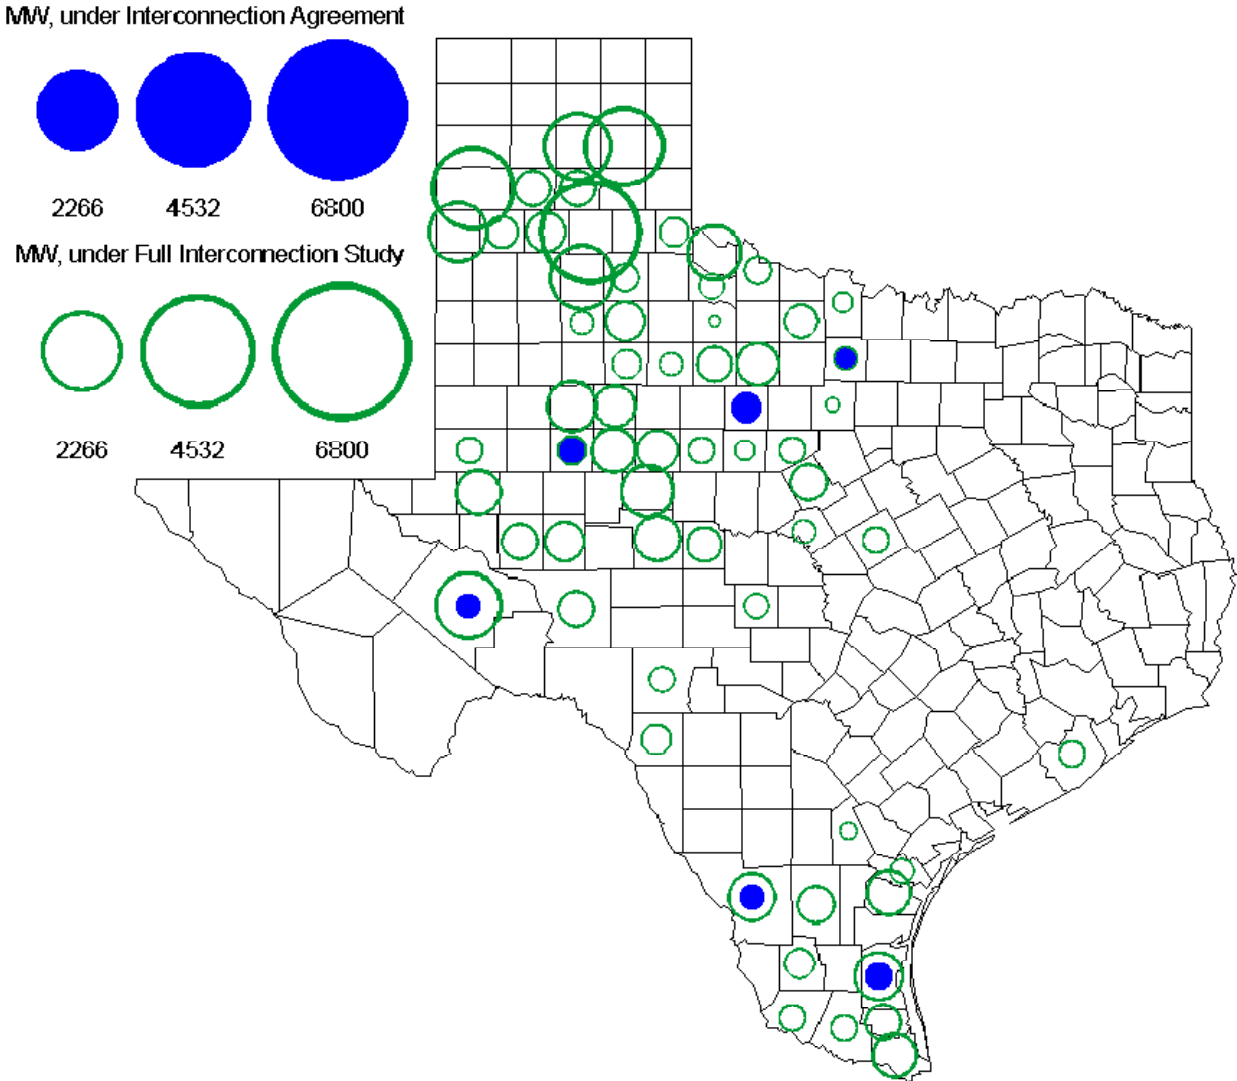 MW, under Interconnection Agreement
2266 4532 6800
MW, under Full Interconnection Study
2266 4532 6800